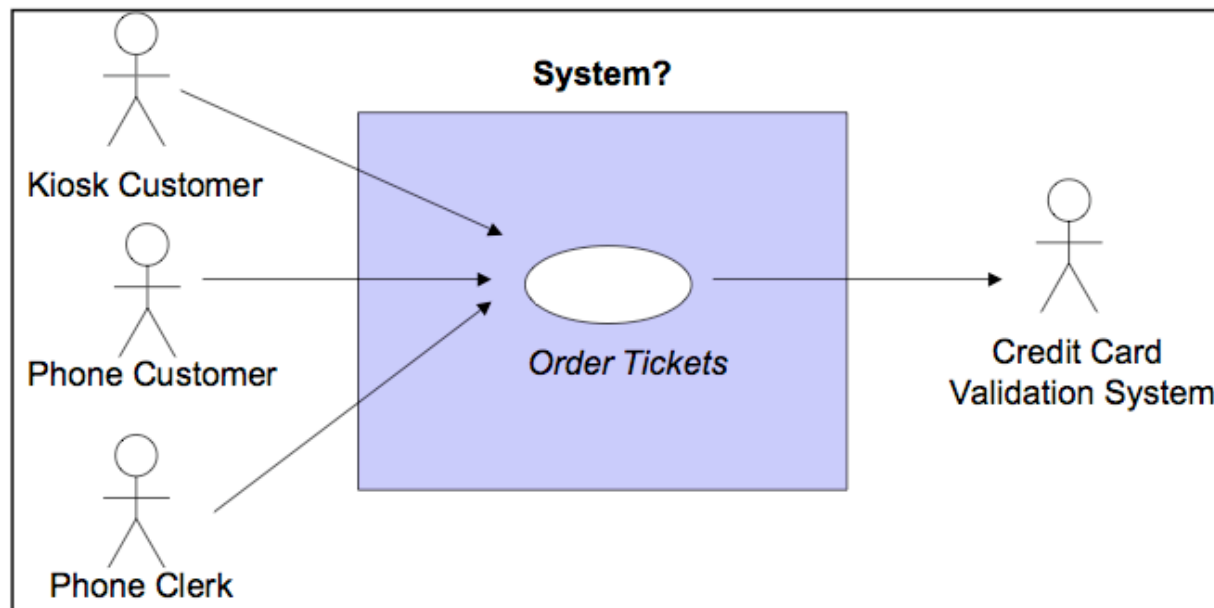 System?
Kiosk Customer
Phone Customer
Order Tickets
Credit Card
Validation System
Phone Clerk